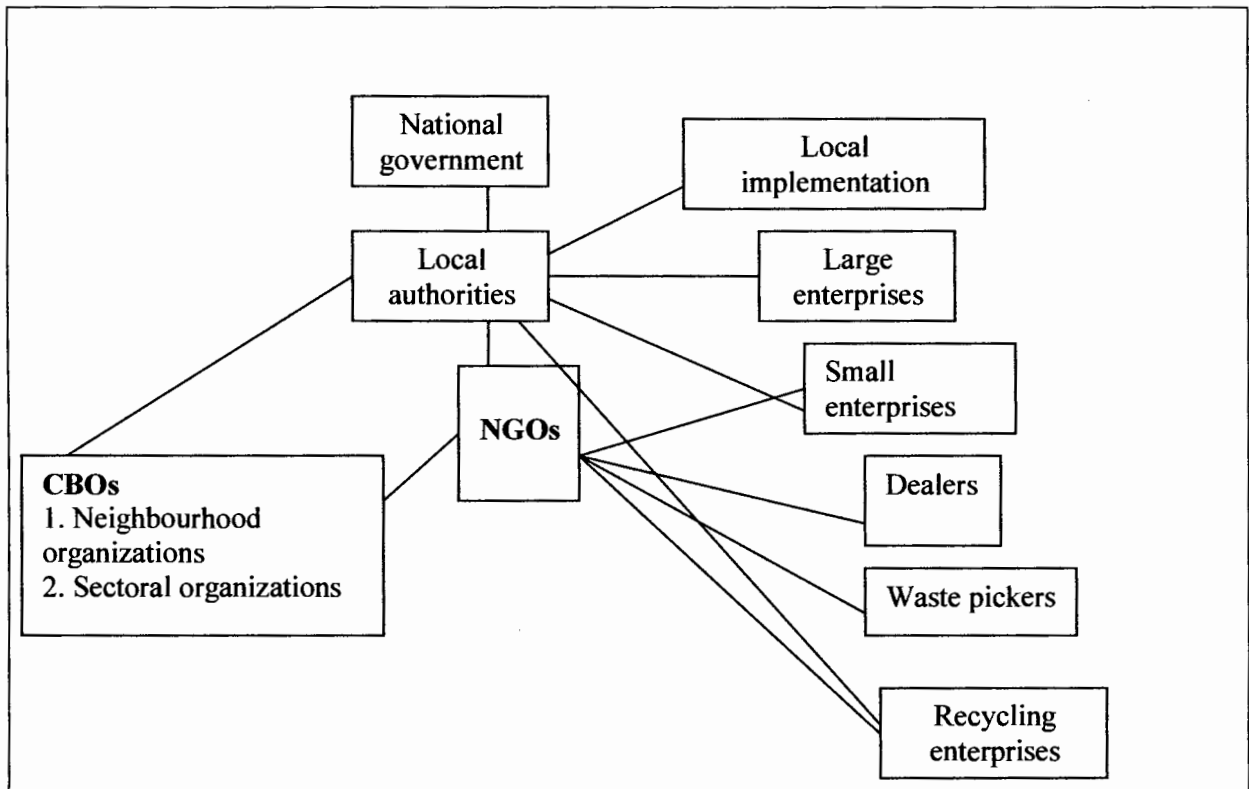 National
government
Local
implementation
Local
authorities
Large
enterprises
Small
enterprises
NGOs
CBOs
1. Neighbourhood
organizations
2. Sectoral organizations
Dealers
Waste pickers
Recycling
enterprises